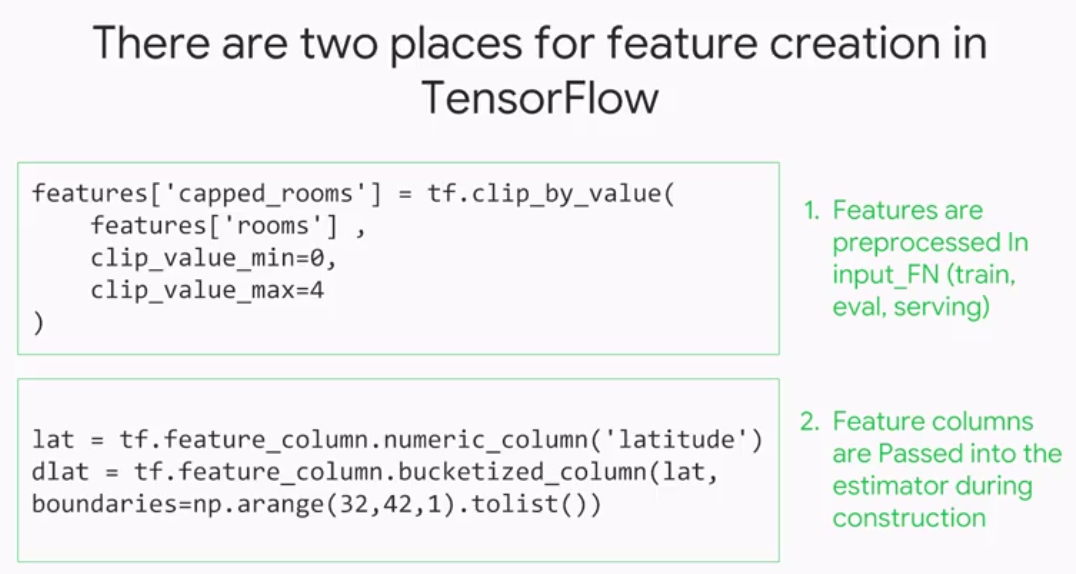 There are two places for feature creation in
TensorFlow
features['capped_rooms'] = tf.clip_by_value(
    features['rooms'] ,
    clip_value_min=0,
    clip_value_max=4
)
1. Features are
preprocessed In
input_FN (train,
eval, serving)
lat = tf.feature_column.numeric_column('latitude')
dlat = tf.feature_column.bucketized_column(lat,
boundaries=np.arange(32,42,1).tolist())
2. Feature columns
are Passed into the
estimator during
construction